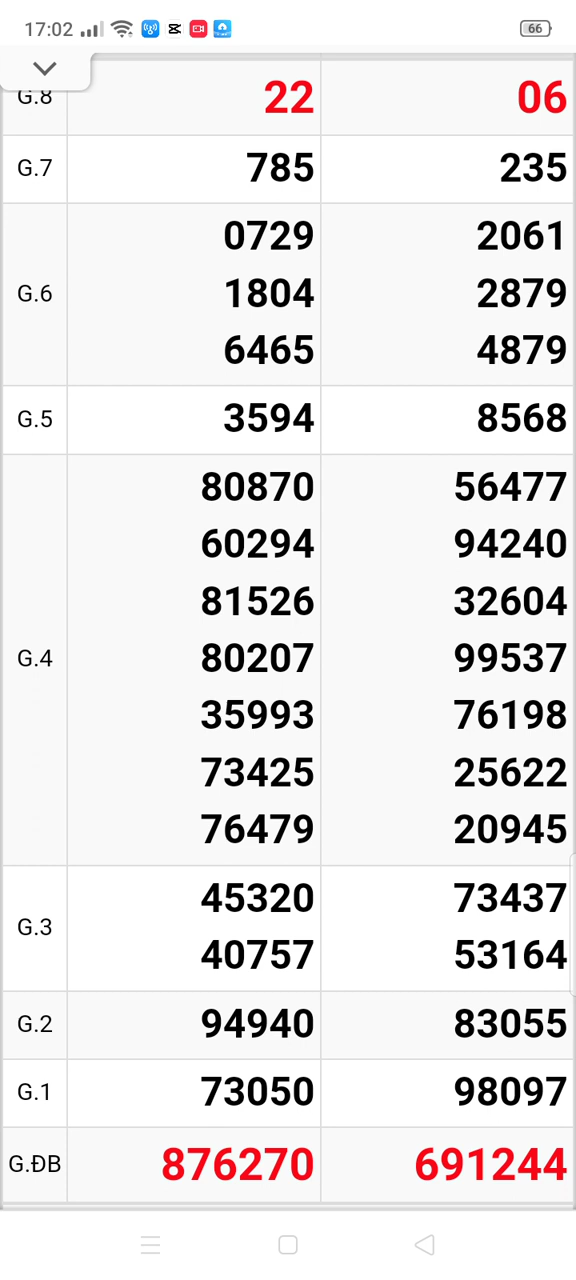 17:02 66
G.8 22 06
G.7 785 235
0729 2061
G.6 1804 2879
6465 4879
G.5 3594 8568
80870 56477
60294 94240
81526 32604
G.4 80207 99537
35993 76198
73425 25622
76479 20945
45320 73437
G.3
40757 53164
G.2 94940 83055
G.1 73050 98097
G.ĐB 876270 691244